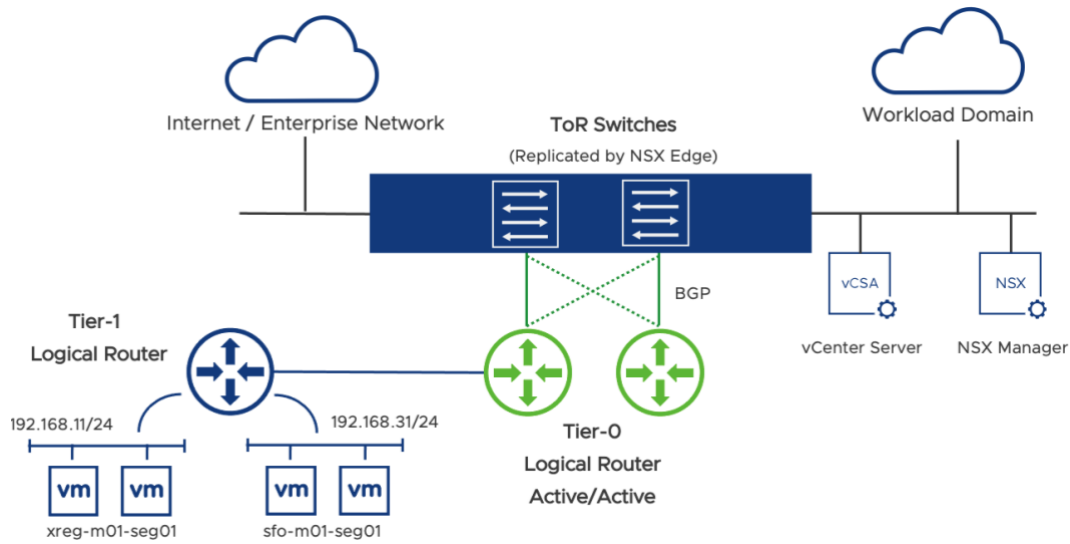 Internet / Enterprise Network
Workload Domain
ToR Switches
(Replicated by NSX Edge)
vCSA
NSX
vCenter Server
NSX Manager
BGP
Tier-1
Logical Router
192.168.11/24
192.168.31/24
vm
vm
vm
vm
xreg-m01-seg01
sfo-m01-seg01
Tier-0
Logical Router
Active/Active